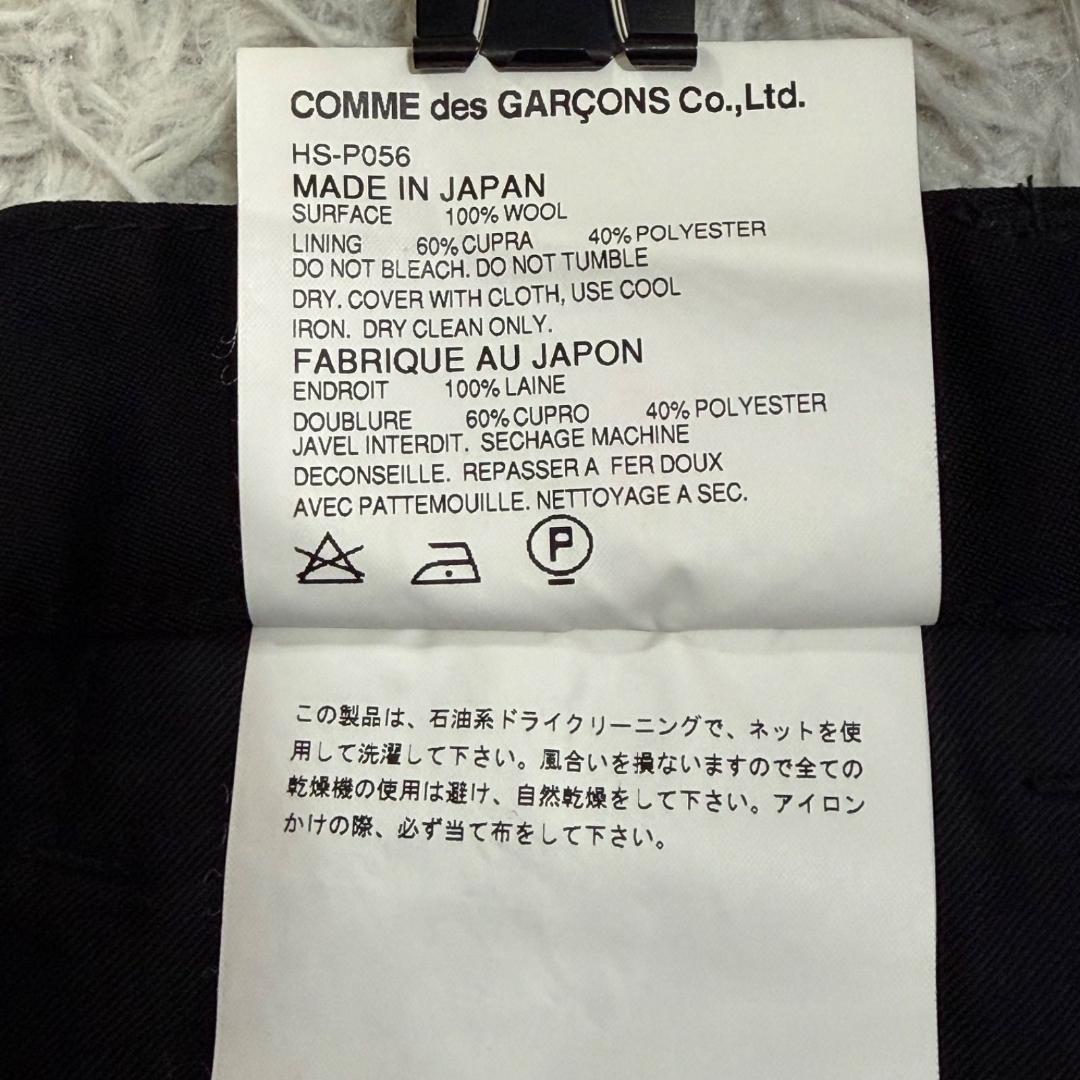 COMME des GARÇONS Co.,Ltd.
HS-P056
MADE IN JAPAN
SURFACE 100% WOOL
LINING 60% CUPRA 40% POLYESTER
DO NOT BLEACH. DO NOT TUMBLE
DRY. COVER WITH CLOTH, USE COOL
IRON. DRY CLEAN ONLY.
FABRIQUE AU JAPON
ENDROIT 100% LAINE
DOUBLURE 60% CUPRO 40% POLYESTER
JAVEL INTERDIT. SECHAGE MACHINE
DECONSEILLE. REPASSER A FER DOUX
AVEC PATTEMOUILLE. NETTOYAGE A SEC.
P
この製品は、石油系ドライクリーニングで、ネットを使
用して洗濯して下さい。風合いを損ないますので全ての
乾燥機の使用は避け、自然乾燥をして下さい。アイロン
かけの際、必ず当て布をして下さい。